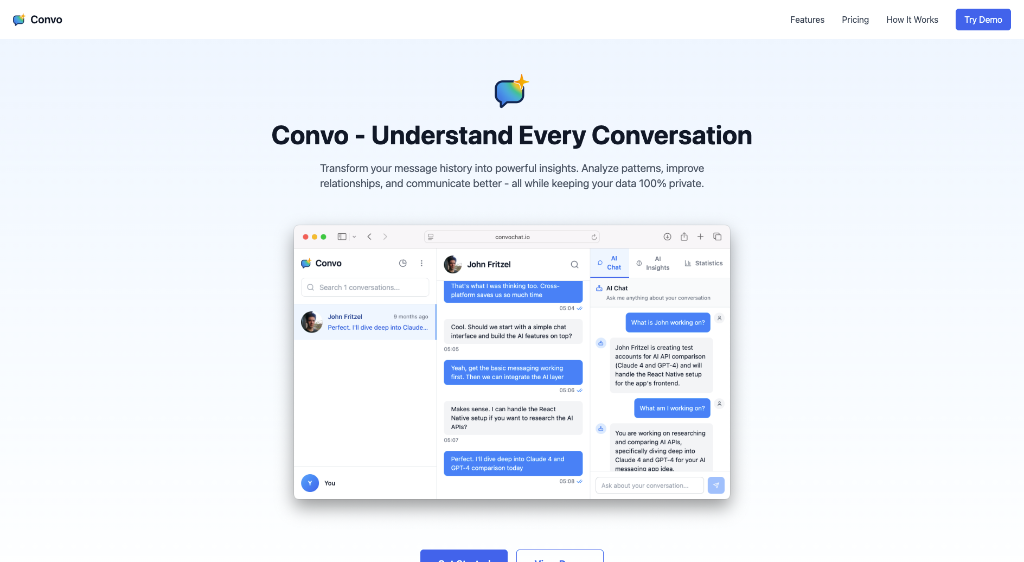 Convo
Features
Pricing
How It Works
Try Demo
Convo - Understand Every Conversation
Transform your message history into powerful insights. Analyze patterns, improve
relationships, and communicate better - all while keeping your data 100% private.
convochat.io
Convo
Search 1 conversations...
John Fritzel
9 months ago
Perfect. I'll dive deep into Claude...
Y
You
John Fritzel
That's what I was thinking too. Cross-
platform saves us so much time
05:04
Cool. Should we start with a simple chat
interface and build the AI features on top?
05:05
Yeah, get the basic messaging working
first. Then we can integrate the AI layer
05:06
Makes sense. I can handle the React
Native setup if you want to research the AI
APIs?
05:07
Perfect. I'll dive deep into Claude 4 and
GPT-4 comparison today
05:08
AI
Chat
AI
Insights
Statistics
AI Chat
Ask me anything about your conversation
What is John working on?
John Fritzel is creating test
accounts for AI API comparison
(Claude 4 and GPT-4) and will
handle the React Native setup
for the app's frontend.
What am I working on?
You are working on researching
and comparing AI APIs,
specifically diving deep into
Claude 4 and GPT-4 for your AI
messaging app idea.
Ask about your conversation...